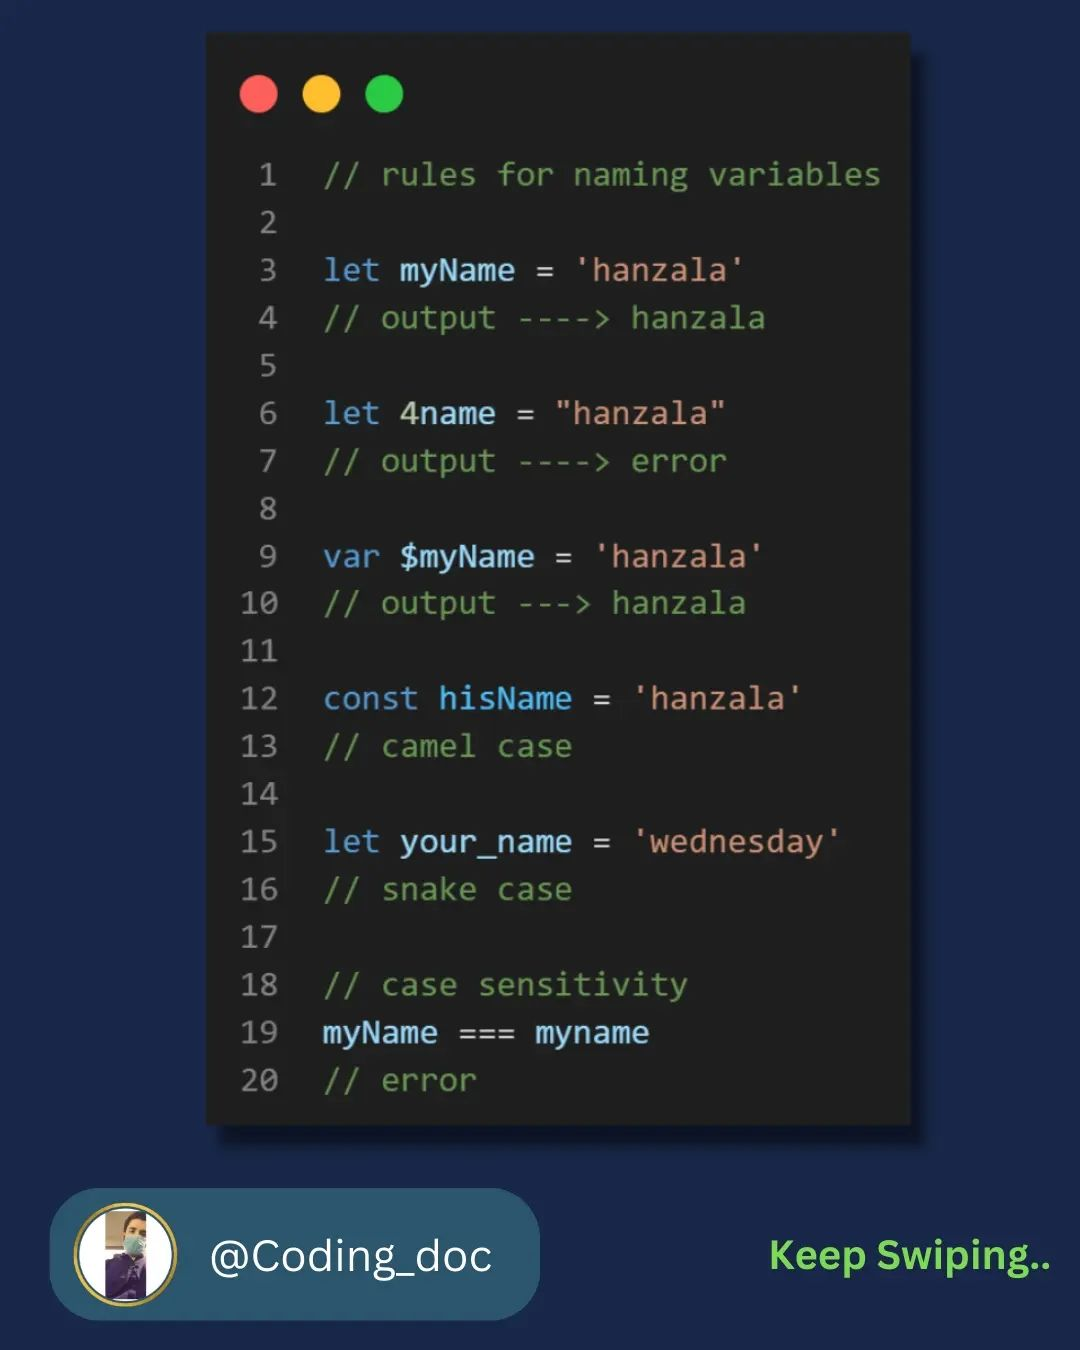 1 // rules for naming variables
2
3 let myName = 'hanzala'
4 // output ----> hanzala
5
6 let 4name = "hanzala"
7 // output ----> error
8
9 var $myName = 'hanzala'
10 // output ---> hanzala
11
12 const hisName = 'hanzala'
13 // camel case
14
15 let your_name = 'wednesday'
16 // snake case
17
18 // case sensitivity
19 myName === myname
20 // error
@Coding_doc
Keep Swiping..